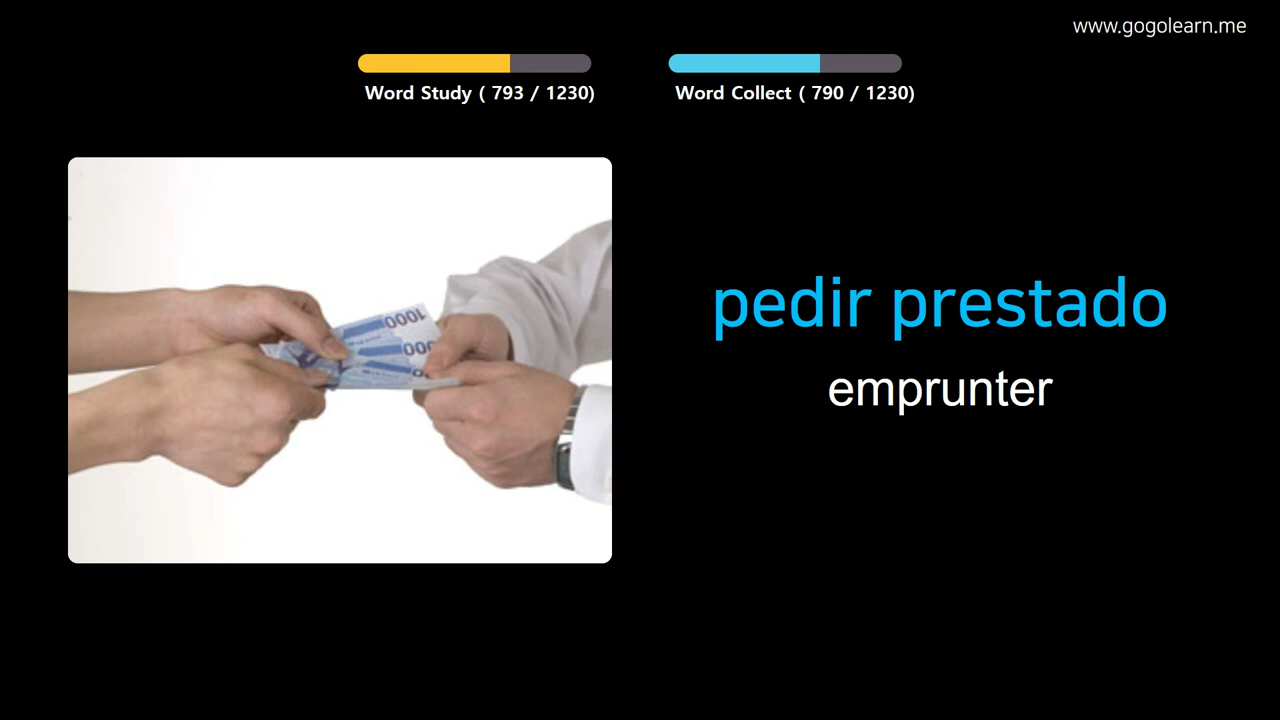 www.gogolearn.me
Word Study ( 793 / 1230)
Word Collect ( 790 / 1230)
1000
pedir prestado
emprunter